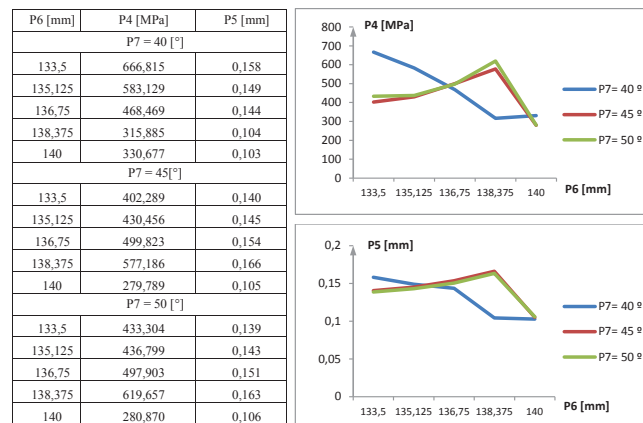 P6 [mm] P4 [MPa] P5 [mm]
P7 = 40 [°]
133,5 666,815 0,158
135,125 583,129 0,149
136,75 468,469 0,144
138,375 315,885 0,104
140 330,677 0,103
P7 = 45[°]
133,5 402,289 0,140
135,125 430,456 0,145
136,75 499,823 0,154
138,375 577,186 0,166
140 279,789 0,105
P7 = 50 [°]
133,5 433,304 0,139
135,125 436,799 0,143
136,75 497,903 0,151
138,375 619,657 0,163
140 280,870 0,106
P4 [MPa]
800
700
600
500
400
300
200
100
0
133,5 135,125 136,75 138,375 140
P6 [mm]
P7= 40 º
P7= 45 º
P7= 50 º
P5 [mm]
0,2
0,15
0,1
0,05
0
133,5 135,125 136,75 138,375 140
P6 [mm]
P7= 40 º
P7= 45 º
P7= 50 º